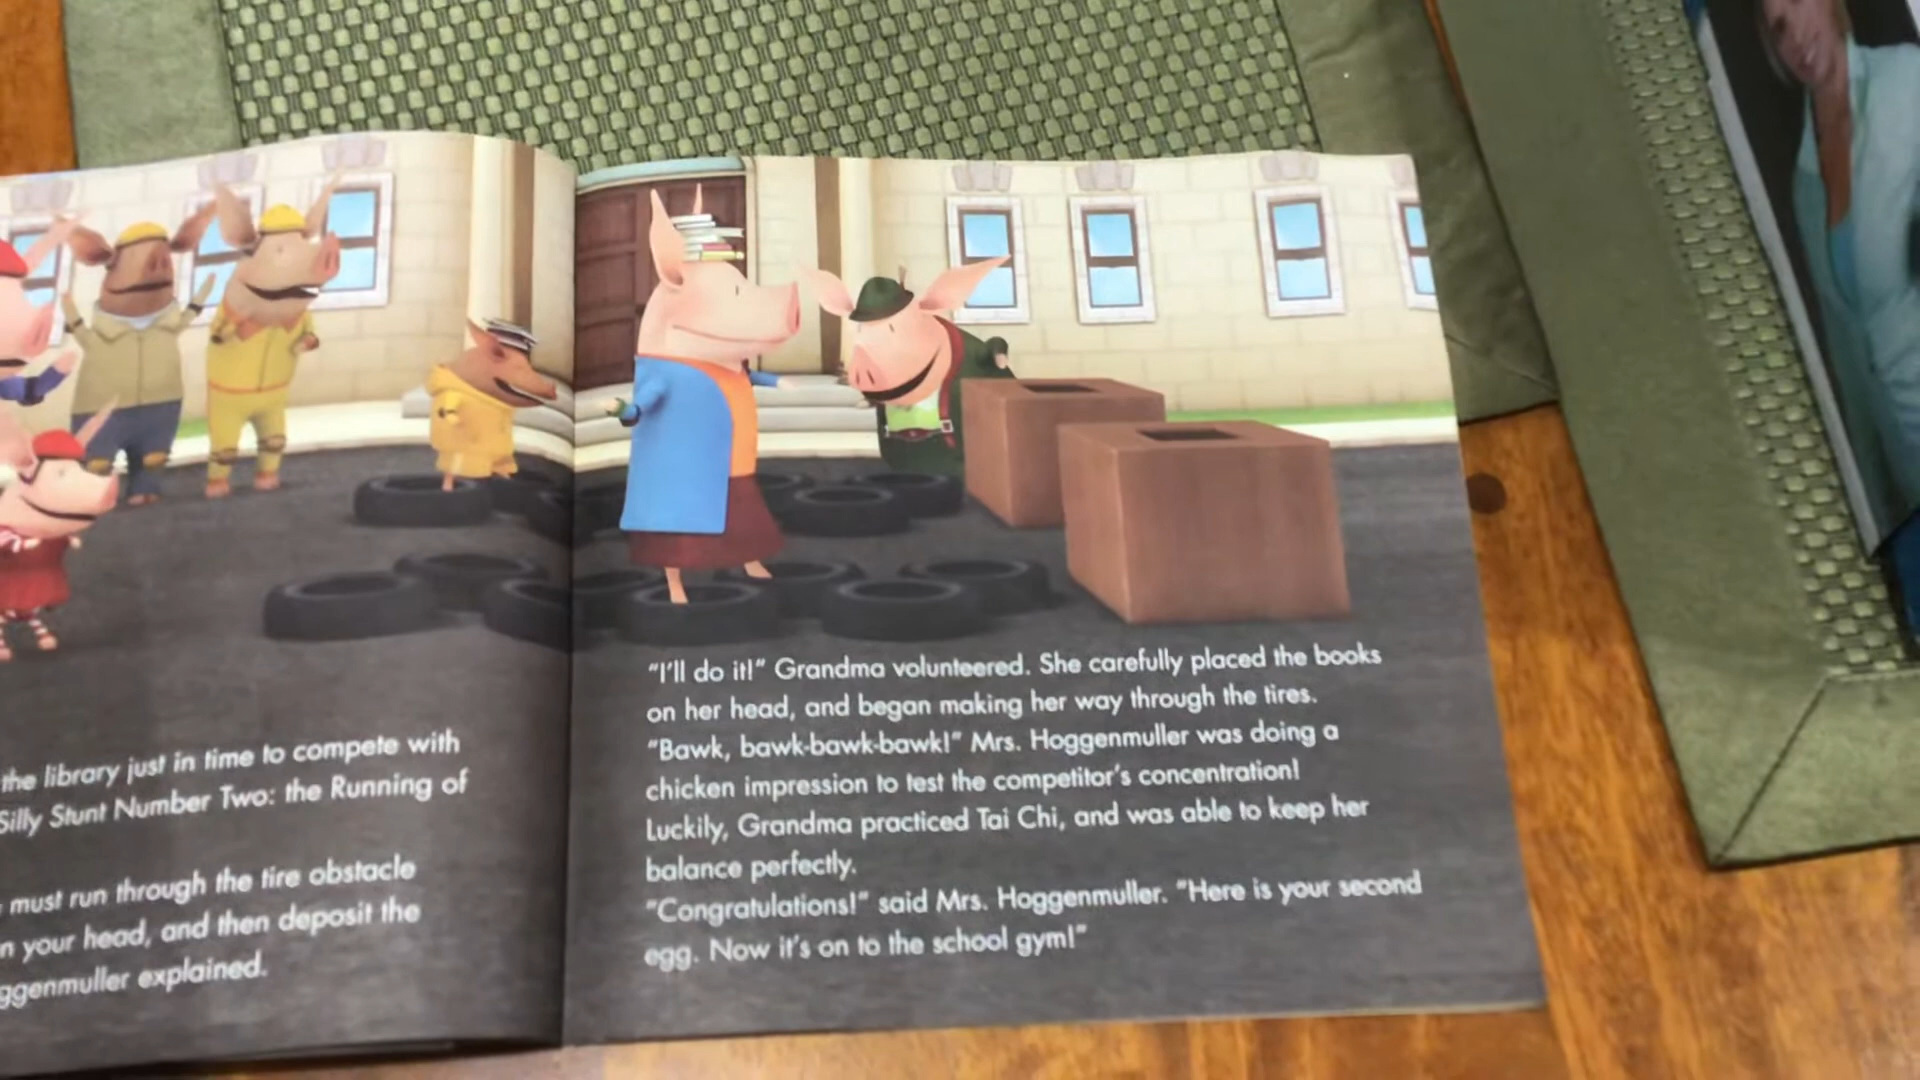 the library just in time to compete with
Silly Stunt Number Two: the Running of
must run through the tire obstacle
n your head, and then deposit the
ggenmuller explained.
“I’ll do it!” Grandma volunteered. She carefully placed the books
on her head, and began making her way through the tires.
“Bawk, bawk-bawk-bawk!” Mrs. Hoggenmuller was doing a
chicken impression to test the competitor’s concentration!
Luckily, Grandma practiced Tai Chi, and was able to keep her
balance perfectly.
“Congratulations!” said Mrs. Hoggenmuller. “Here is your second
egg. Now it’s on to the school gym!”